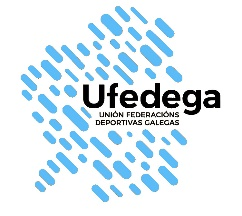 Ufedega
UNIÓN FEDERACIÓNS
DEPORTIVAS GALEGAS